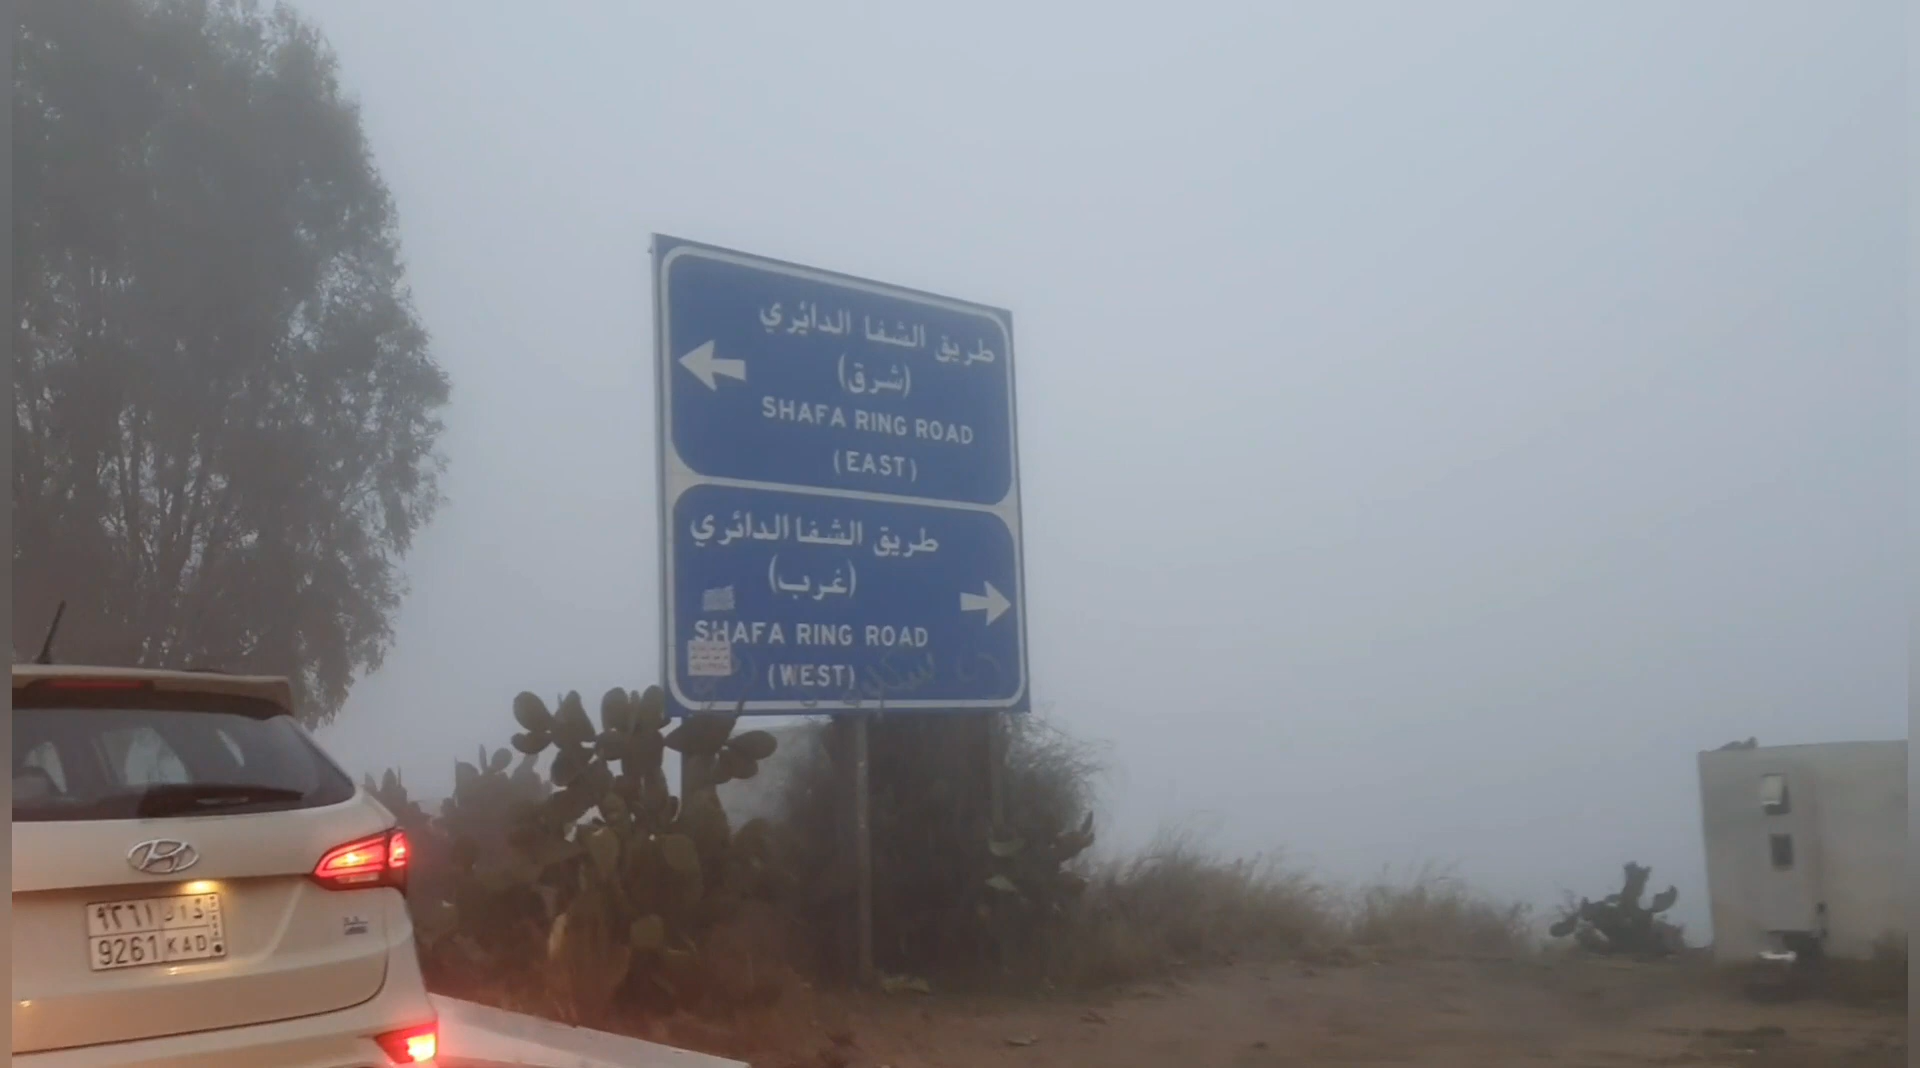 طريق الشفا الدائري
(شرق)
SHAFA RING ROAD
(EAST)
طريق الشفا الدائري
(غرب)
SHAFA RING ROAD
(WEST)
٩٢٦١
9261 KAD